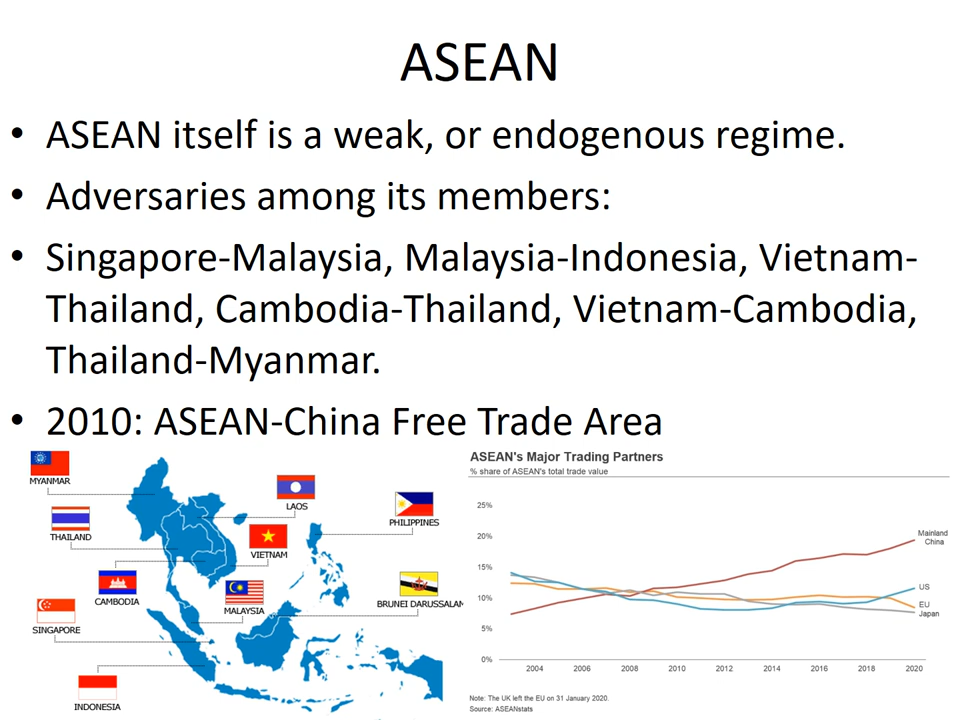 ASEAN
• ASEAN itself is a weak, or endogenous regime.
• Adversaries among its members:
• Singapore-Malaysia, Malaysia-Indonesia, Vietnam-
Thailand, Cambodia-Thailand, Vietnam-Cambodia,
Thailand-Myanmar.
• 2010: ASEAN-China Free Trade Area
MYANMAR
LAOS
THAILAND
PHILIPPINES
VIETNAM
CAMBODIA
MALAYSIA
BRUNEI DARUSSALAM
SINGAPORE
INDONESIA
ASEAN's Major Trading Partners
% share of ASEAN's total trade value
25%
20%
15%
10%
5%
0%
Mainland
China
US
EU
Japan
2004 2006 2008 2010 2012 2014 2016 2018 2020
Note: The UK left the EU on 31 January 2020.
Source: ASEANstats